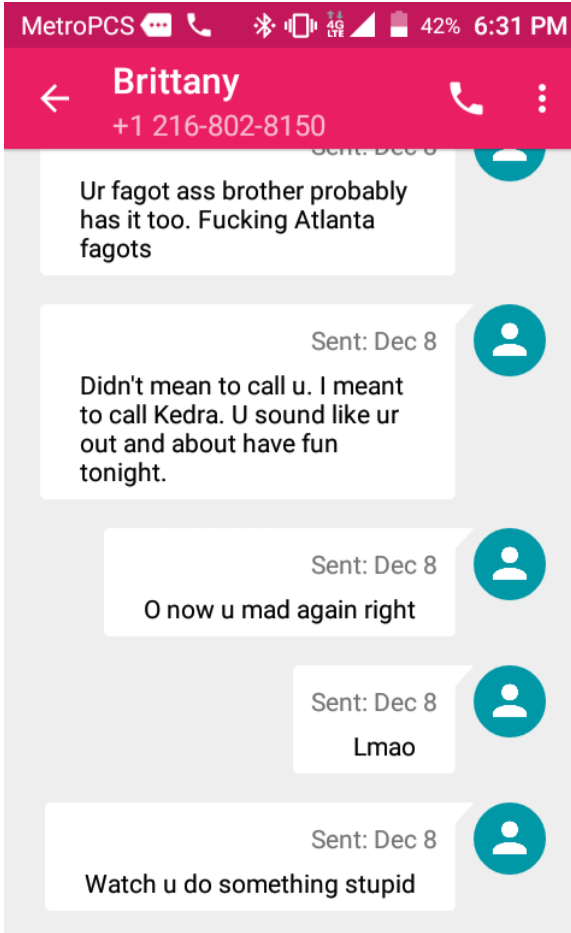 MetroPCS 4G LTE 42% 6:31 PM
Brittany
+1 216-802-8150
Sent: Dec 8
Ur fagot ass brother probably
has it too. Fucking Atlanta
fagots
Sent: Dec 8
Didn't mean to call u. I meant
to call Kedra. U sound like ur
out and about have fun
tonight.
Sent: Dec 8
O now u mad again right
Sent: Dec 8
Lmao
Sent: Dec 8
Watch u do something stupid